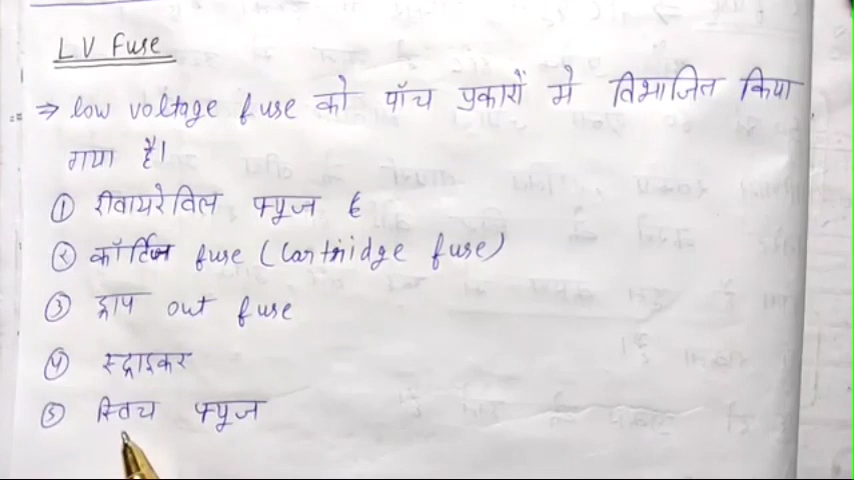 LV Fuse
⇒ low voltage fuse को पाँच प्रकारों मे विभाजित किया
गया है।
① रीवायरेविल फ्यूज
② कॉर्टिज fuse (Cartridge fuse)
③ ड्राप out fuse
④ स्ट्राइकर
⑤ स्विच फ्यूज